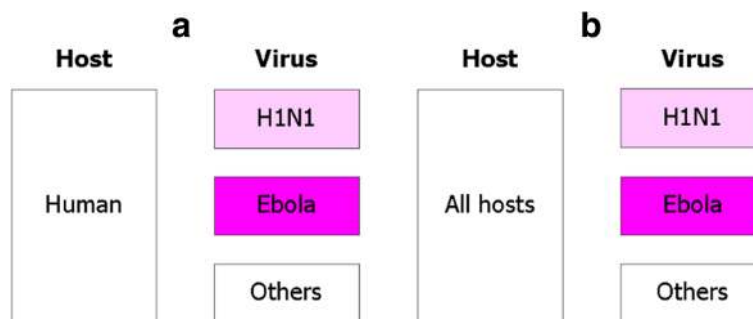 a b
Host Virus Host Virus
H1N1 H1N1
Human Ebola All hosts Ebola
Others Others